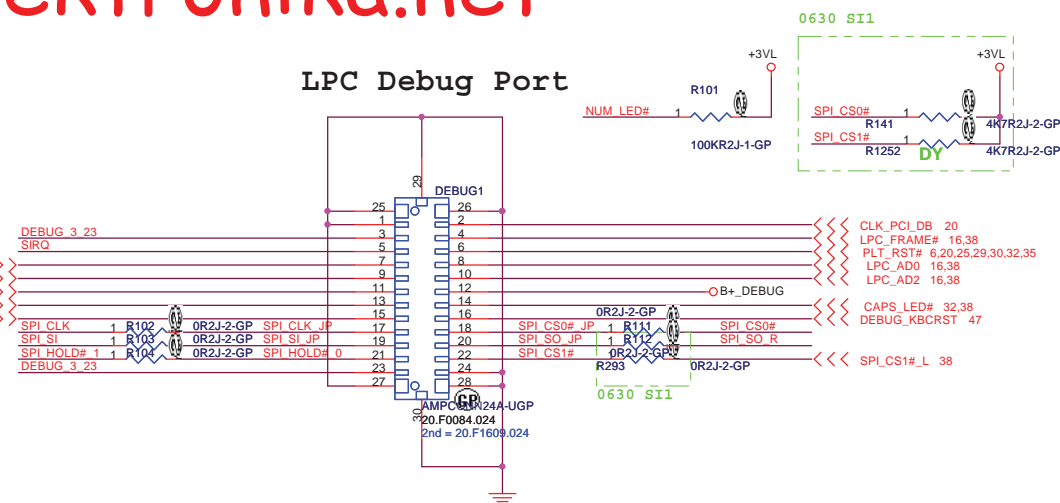 0630 SI1
+3VL
+3VL
LPC Debug Port
R101
NUM_LED#
1
100KR2J-1-GP
SPI_CS0#
1
R141
4K7R2J-2-GP
SPI_CS1#
1
R1252
DY
4K7R2J-2-GP
29
DEBUG1
25
26
1
2
CLK_PCI_DB 20
DEBUG_3_23
3
4
LPC_FRAME# 16,38
SIRQ
5
6
PLT_RST# 6,20,25,29,30,32,35
7
8
LPC_AD0 16,38
9
10
LPC_AD2 16,38
11
12
B+_DEBUG
13
14
CAPS_LED# 32,38
15
16
DEBUG_KBCRST 47
0R2J-2-GP
0R2J-2-GP
SPI_CLK
1
R102
SPI_CLK_JP
17
18
SPI_CS0#_JP
1
R111
SPI_CS0#
SPI_SI
1
R103
0R2J-2-GP
SPI_SI_JP
19
20
SPI_SO_JP
1
R112
SPI_SO_R
SPI_HOLD#_1
1
R104
0R2J-2-GP
SPI_HOLD#_0
21
22
SPI_CS1#
1
0R2J-2-GP
SPI_CS1#_L 38
DEBUG_3_23
23
24
R293
0R2J-2-GP
27
28
0630 SI1
GP
30
AMPCONN24A-UGP
20.F0084.024
2nd = 20.F1609.024